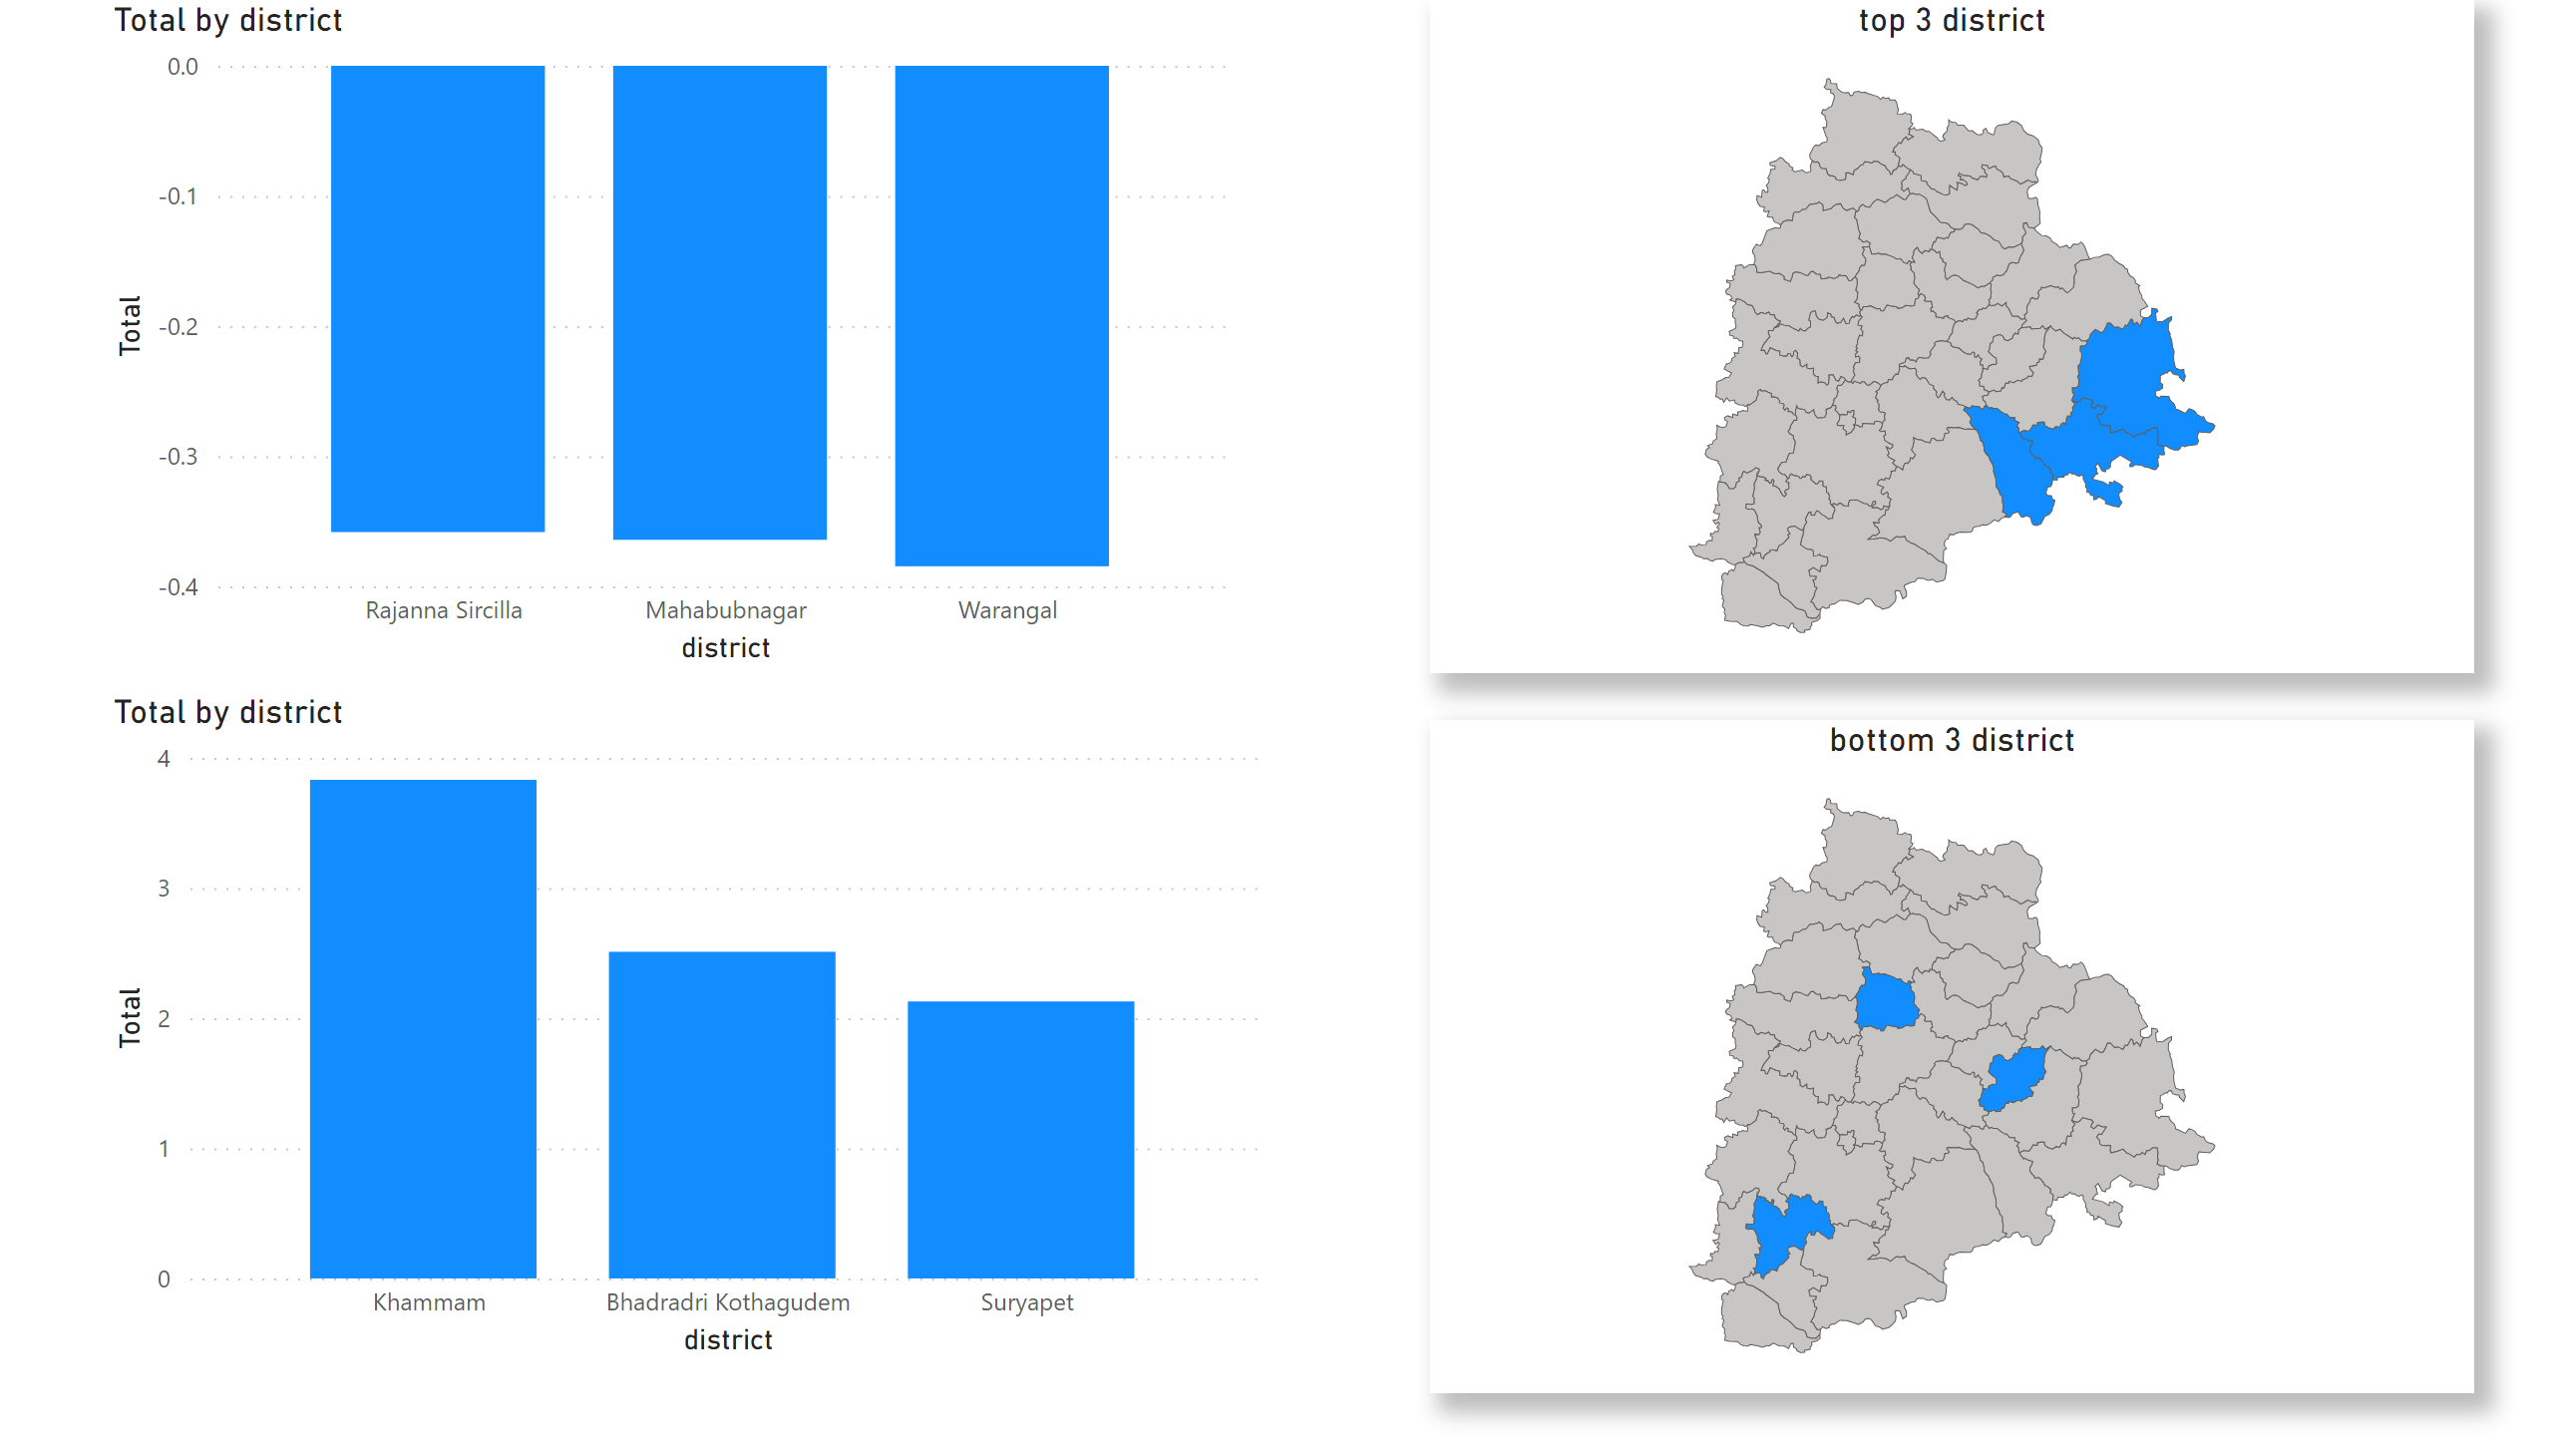 Total by district
0.0
-0.1
-0.2
-0.3
-0.4
Total
Rajanna Sircilla
Mahabubnagar
Warangal
district
top 3 district
Total by district
4
3
2
1
0
Total
Khammam
Bhadradri Kothagudem
Suryapet
district
bottom 3 district